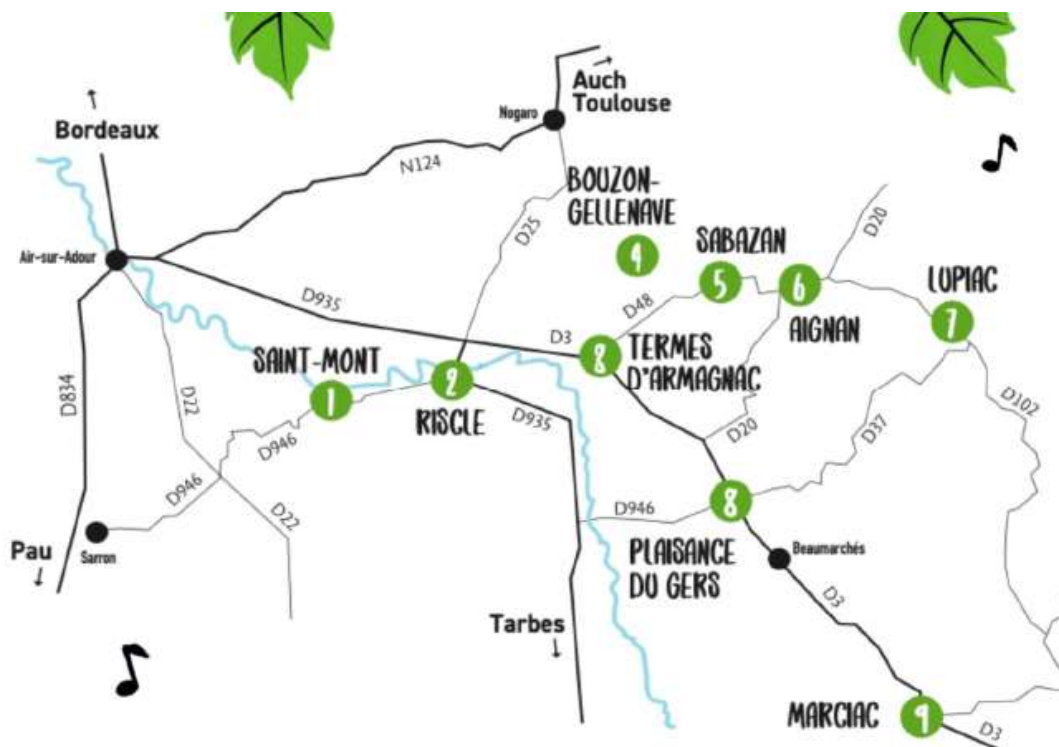 Auch
Toulouse
Nogaro
Bordeaux
N124
BOUZON-
GELLENAVE
D25
D20
SABAZAN
4
Air-sur-Adour
5
6
LUPIAC
D48
D935
AIGNAN
7
D3
SAINT-MONT
8
TERMES
D'ARMAGNAC
D834
D22
1
2
RISCLE
D935
D102
D20
D37
D946
D946
D22
8
D946
Pau
Sarron
PLAISANCE
DU GERS
Beaumarchés
D3
Tarbes
MARCIAC
9
D3